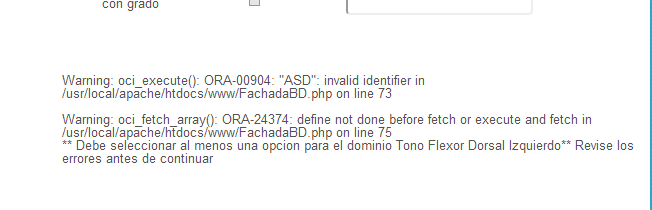 con grado
Warning: oci_execute(): ORA-00904: "ASD": invalid identifier in
/usr/local/apache/htdocs/www/FachadaBD.php on line 73
Warning: oci_fetch_array(): ORA-24374: define not done before fetch or execute and fetch in
/usr/local/apache/htdocs/www/FachadaBD.php on line 75
** Debe seleccionar al menos una opcion para el dominio Tono Flexor Dorsal Izquierdo** Revise los
errores antes de continuar